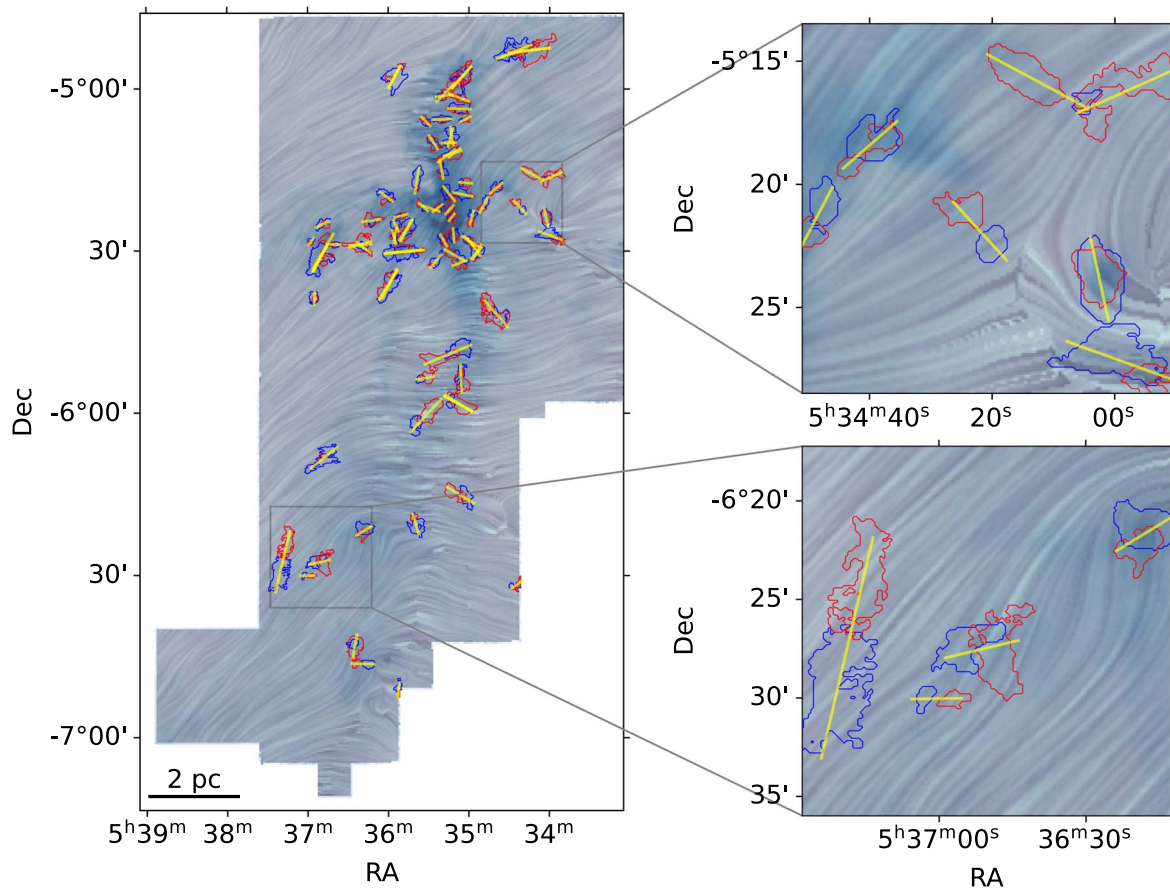 -5°00'
-5°15'
20'
Dec
25'
5ʰ34ᵐ40ˢ
20ˢ
00ˢ
30'
Dec
-6°00'
30'
-7°00'
2 pc
5ʰ39ᵐ
38ᵐ
37ᵐ
36ᵐ
35ᵐ
34ᵐ
RA
-6°20'
25'
Dec
30'
35'
5ʰ37ᵐ00ˢ
36ᵐ30ˢ
RA